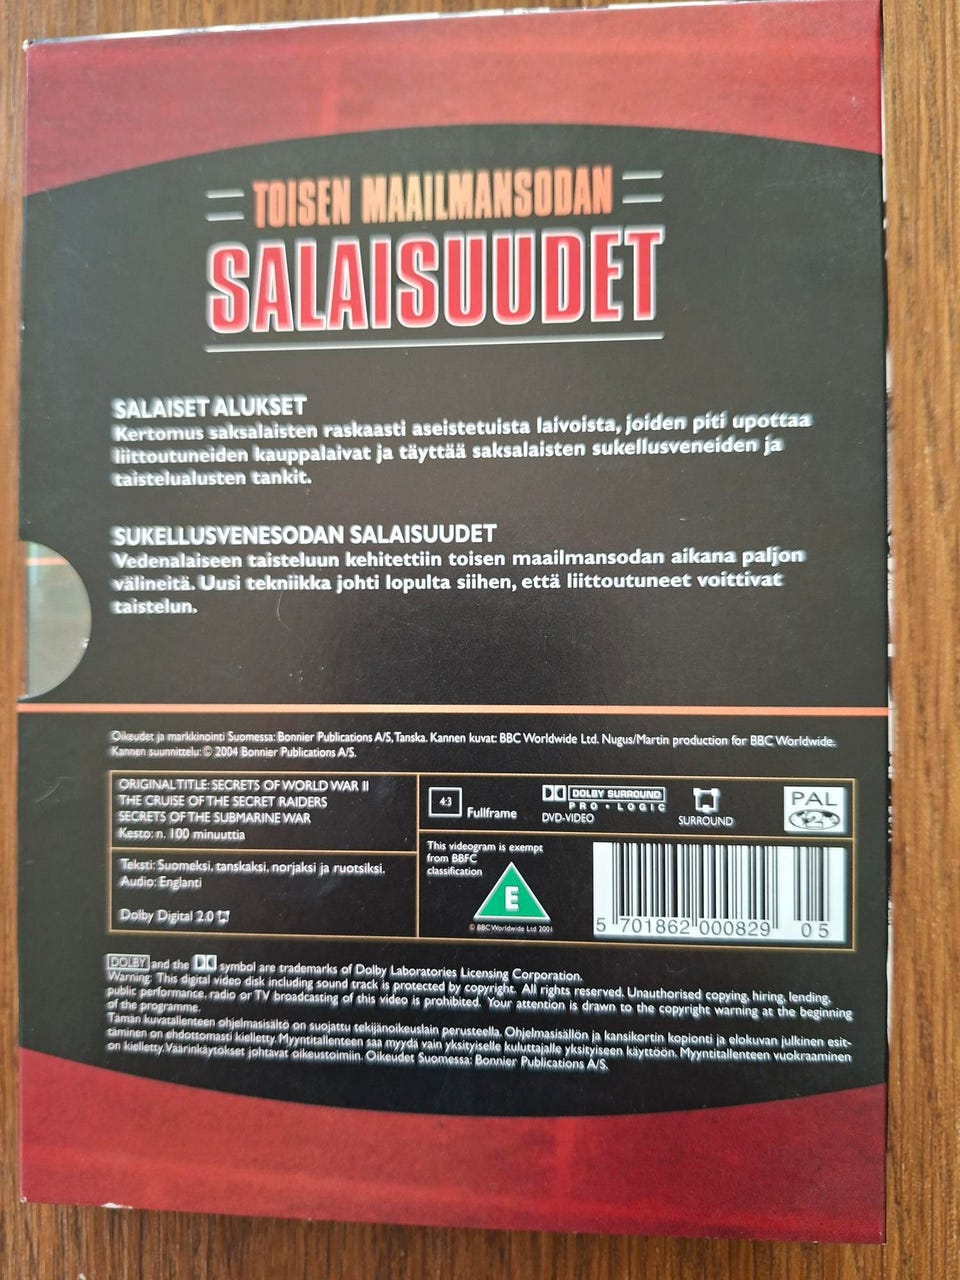 TOISEN MAAILMANSODAN
SALAISUUDET
SALAISET ALUKSET
Kertomus saksalaisten raskaasti aseistetuista laivoista, joiden piti upottaa
liittoutuneiden kauppalaivat ja täyttää saksalaisten sukellusveneiden ja
taistelualusten tankit.
SUKELLUSVENESODAN SALAISUUDET
Vedenalaiseen taisteluun kehitettiin toisen maailmansodan aikana paljon
välineitä. Uusi tekniikka johti lopulta siihen, että liittoutuneet voittivat
taistelun.
Oikeudet ja markkinointi Suomessa: Bonnier Publications A/S, Tanska. Kannen kuvat: BBC Worldwide Ltd. Nugus/Martin production for BBC Worldwide.
Kannen suunnittelu: © 2004 Bonnier Publications A/S.
ORIGINAL TITLE: SECRETS OF WORLD WAR II
THE CRUISE OF THE SECRET RAIDERS
SECRETS OF THE SUBMARINE WAR
Kesto: n. 100 minuuttia
Teksti: Suomeksi, tanskaksi, norjaksi ja ruotsiksi.
Audio: Englanti
Dolby Digital 2.0
4:3
Fullframe
DOLBY SURROUND
PRO • LOGIC
DVD-VIDEO
SURROUND
PAL
2
This videogram is exempt
from BBFC
classification
E
© BBC Worldwide Ltd 2001
5 701862 000829 05
DOLBY and the DD symbol are trademarks of Dolby Laboratories Licensing Corporation.
Warning: This digital video disk including sound track is protected by copyright. All rights reserved. Unauthorised copying, hiring, lending,
public performance, radio or TV broadcasting of this video is prohibited. Your attention is drawn to the copyright warning at the beginning
of the programme.
Tämän kuvatallenteen ohjelmasisältö on suojattu tekijänoikeuslain perusteella. Ohjelmasisällön ja kansikortin kopionti ja elokuvan julkinen esit-
täminen on ehdottomasti kielletty. Myyntitallenteen saa myydä vain yksityiselle kuluttajalle yksityiseen käyttöön. Myyntitallenteen vuokraaminen
on kielletty. Väärinkäytökset johtavat oikeustoimiin. Oikeudet Suomessa: Bonnier Publications A/S.